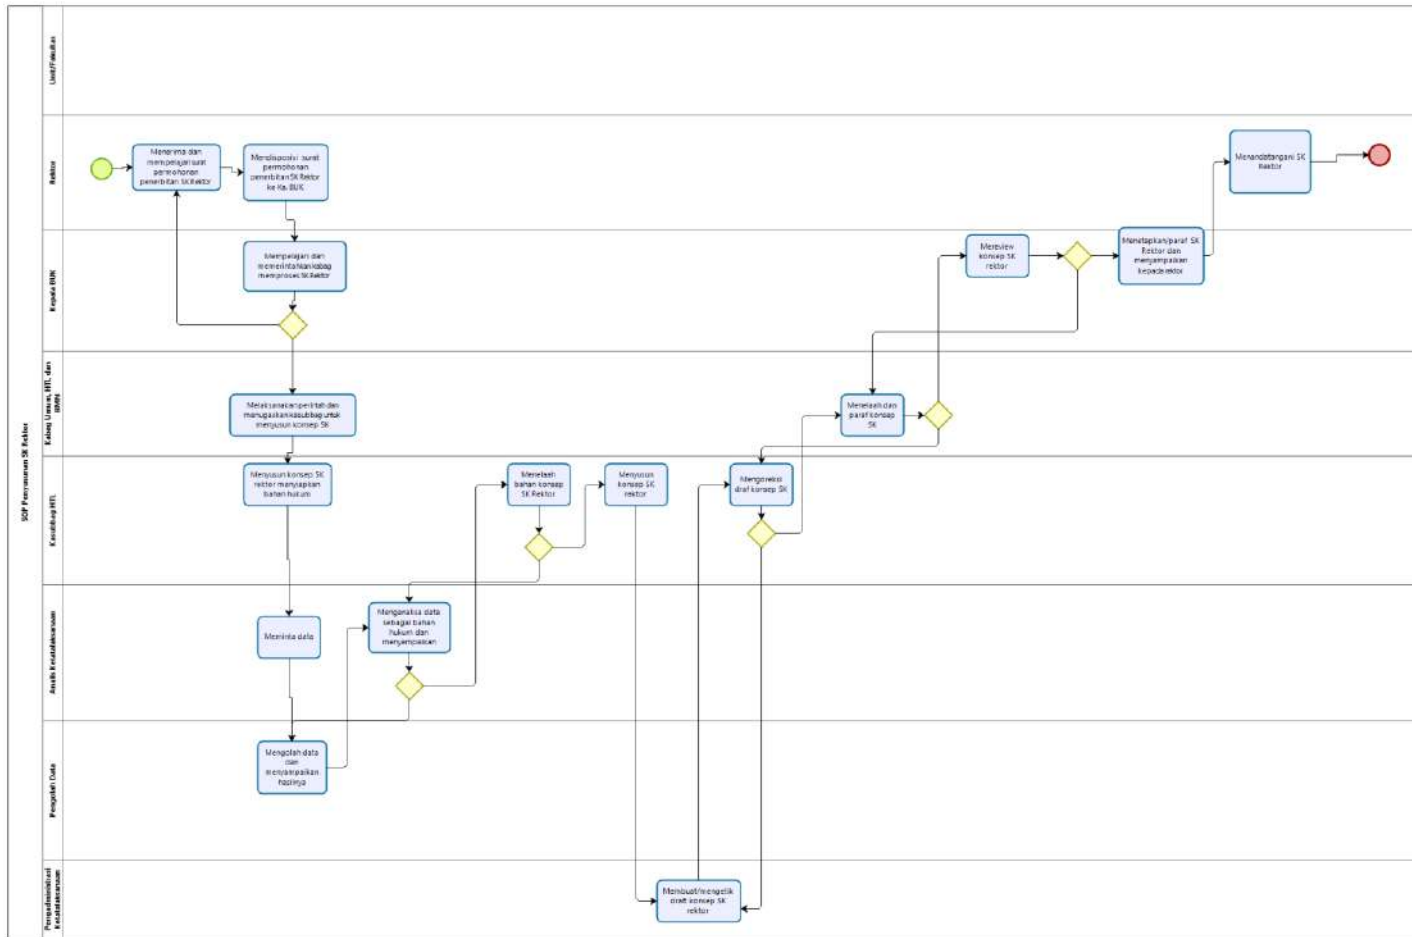 SOP Penyusunan SK Rektor
Unit/Fakultas
Rektor
Menerima dan
mempelajari surat
permohonan
penerbitan SK Rektor
Mendisposisi surat
permohonan
penerbitan SK Rektor
ke Ka. BUK
Menandatangani SK
Rektor
Kepala BUK
Mempelajari dan
memerintahkan kabag
memproses SK Rektor
Mereview
konsep SK
rektor
Menetapkan/paraf SK
Rektor dan
menyampaikan
kepada rektor
Kabag Umum, HTL dan
BMN
Melaksanakan perintah dan
menugaskan kasubbag untuk
menyusun konsep SK
Menelaah dan
paraf konsep
SK
Kasubbag HTL
Menyusun konsep SK
rektor menyiapkan
bahan hukum
Menelaah
bahan konsep
SK Rektor
Menyusun
konsep SK
rektor
Mengoreksi
draf konsep SK
Analis Ketatalaksanaan
Meminta data
Menganalisa data
sebagai bahan
hukum dan
menyampaikan
Pengolah Data
Mengolah data
dan
menyampaikan
hasilnya
Pengadministrasi
Ketatalaksanaan
Membuat/mengetik
draft konsep SK
rektor